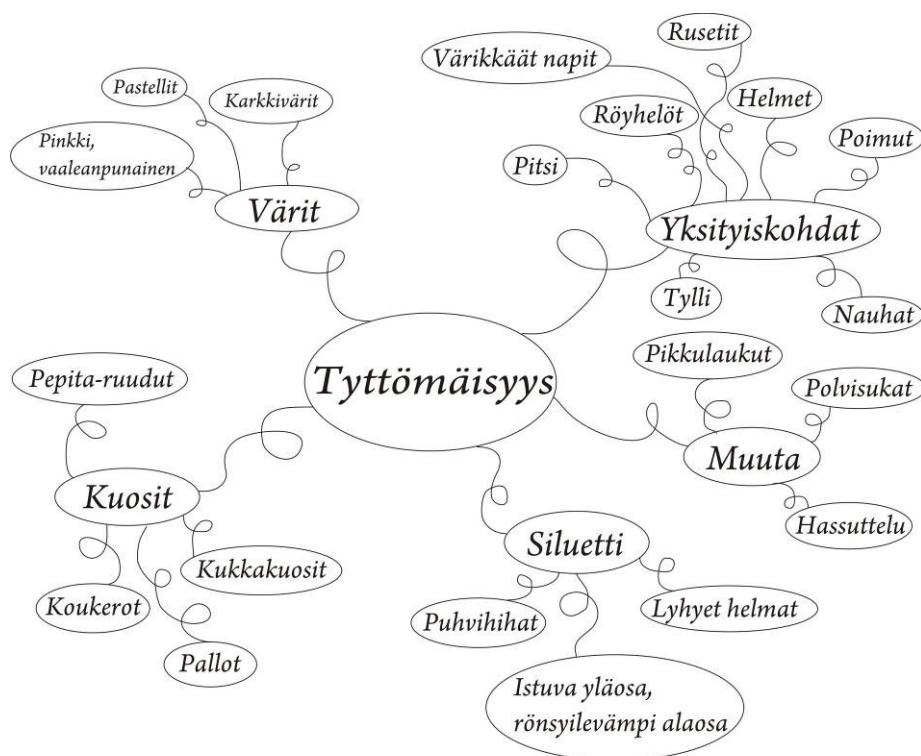 Rusetit
Värikkäät napit
Pastellit
Karkkivärit
Helmet
Röyhelöt
Poimut
Pinkki,
vaaleanpunainen
Pitsi
Värit
Yksityiskohdat
Tylli
Nauhat
Pikkulaukut
Tyttömäisyys
Pepita-ruudut
Polvisukat
Muuta
Kuosit
Hassuttelu
Siluetti
Kukkakuosit
Koukerot
Puhvihihat
Lyhyet helmat
Pallot
Istuva yläosa,
rönsyilevämpi alaosa